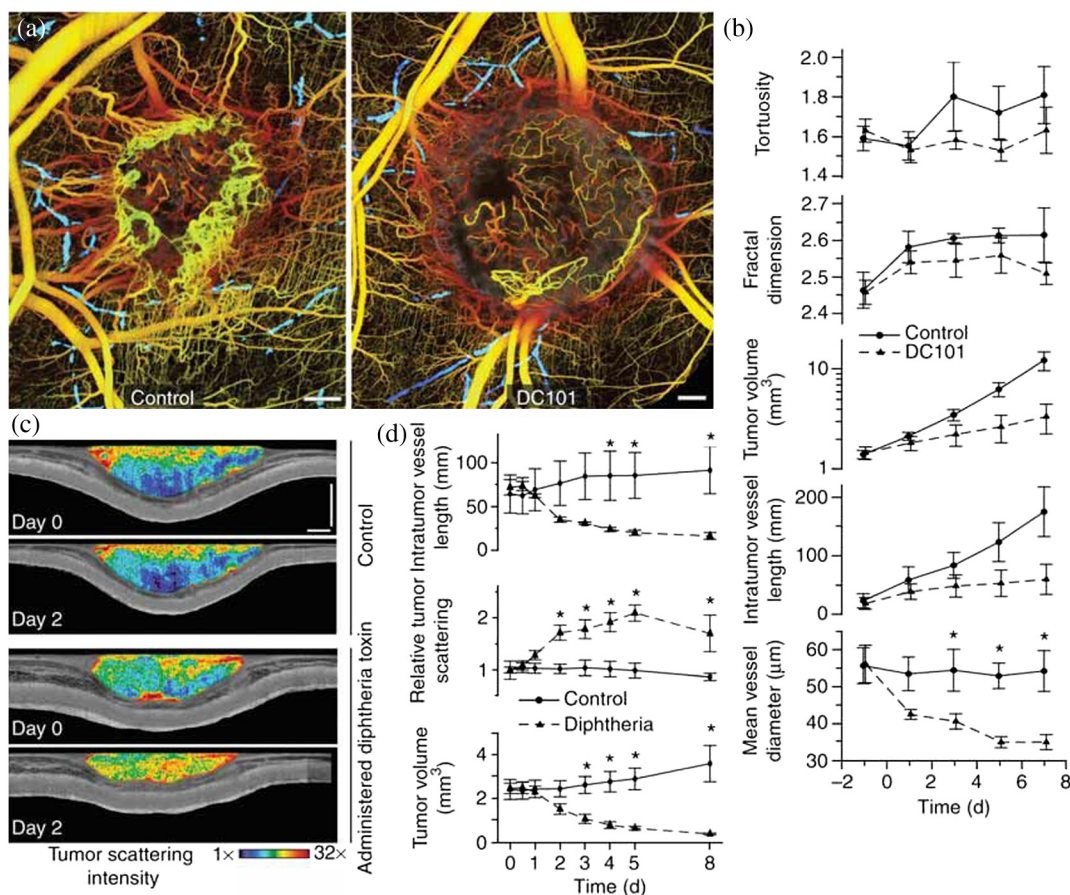 (a)
Control
DC101
(b)
Tortuosity
2.0
1.8
1.6
1.4
Fractal
dimension
2.7
2.6
2.5
2.4
Control
DC101
Tumor volume
(mm³)
10
1
Intratumor vessel
length (mm)
200
100
0
Mean vessel
diameter (µm)
60
50
40
30
* * *
−2 0 2 4 6 8
Time (d)
(c)
Day 0
Day 2
Control
Day 0
Day 2
Administered diphtheria toxin
Tumor scattering
intensity
1× 32×
(d)
Intratumor vessel
length (mm)
100
50
0
* * *
Relative tumor
scattering
2
1
* * * * *
Control
Diphtheria
Tumor volume
(mm³)
4
2
0
* * * *
0 1 2 3 4 5 8
Time (d)